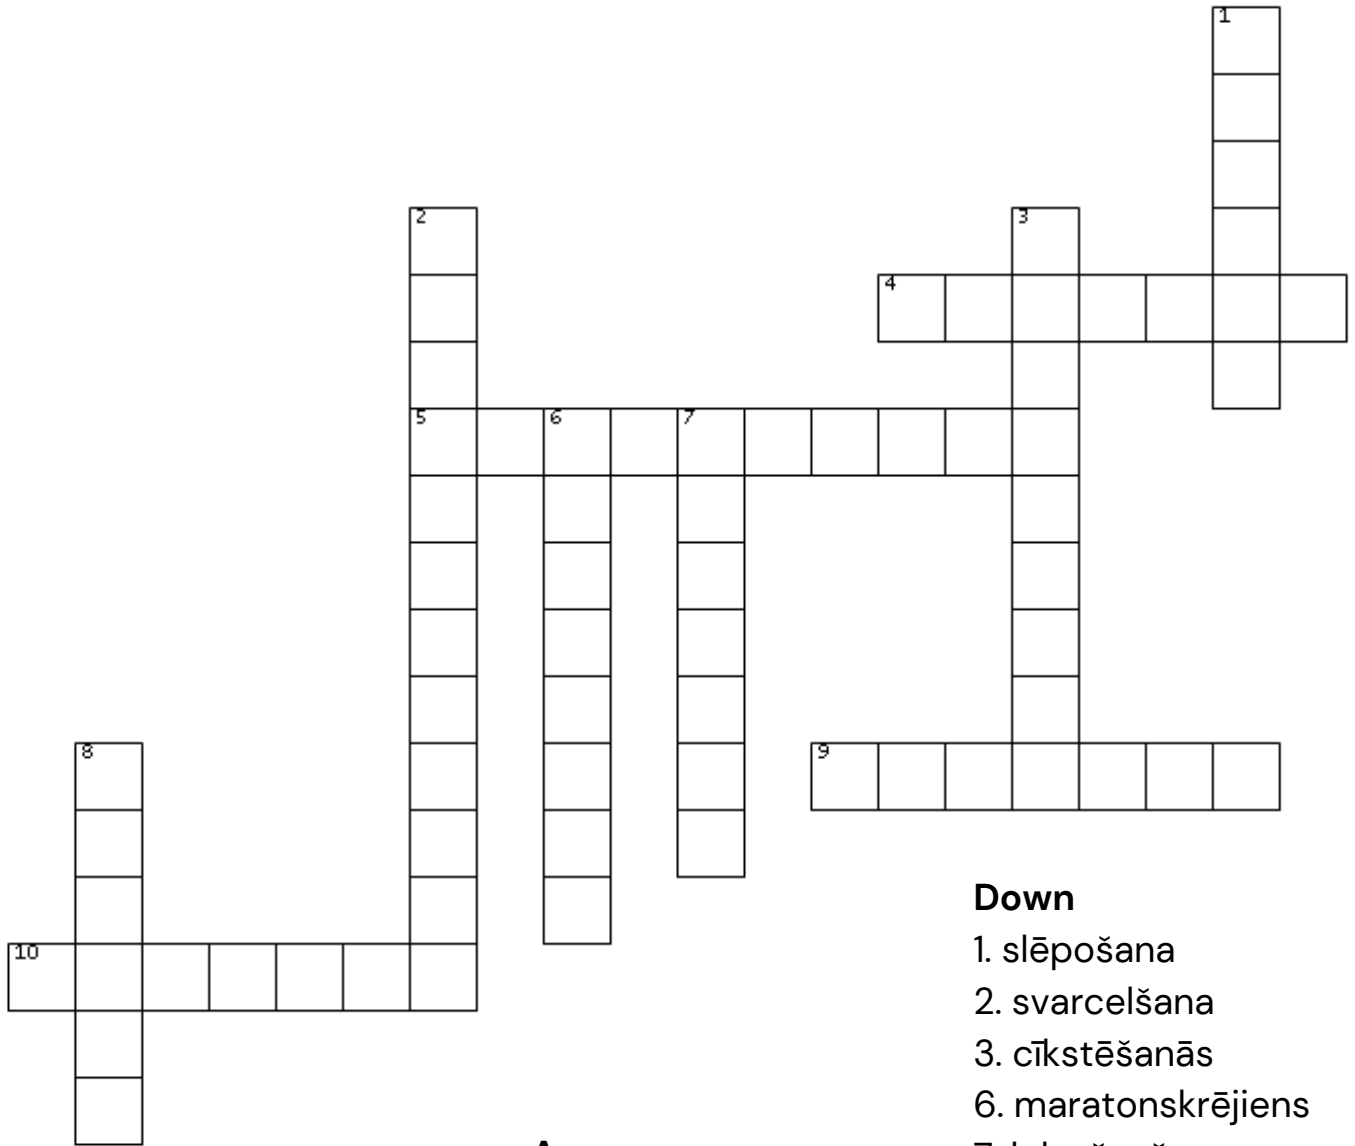 1
2
3
4
5
6
7
8
9
10
Down
1. slēpošana
2. svarcelšana
3. cīkstēšanās
6. maratonskrējiens